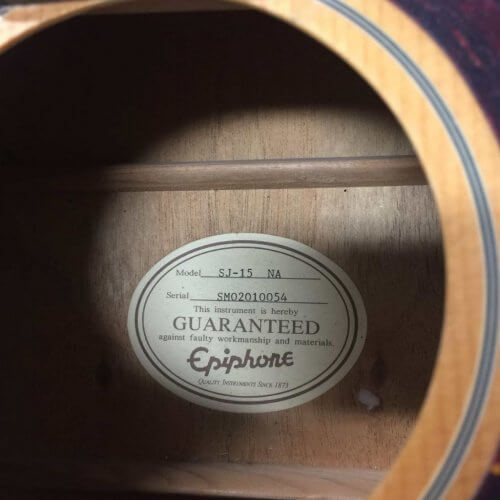 Model SJ-15 NA
Serial SM02010054
This instrument is hereby
GUARANTEED
against faulty workmanship and materials.
Epiphone
QUALITY INSTRUMENTS SINCE 1873